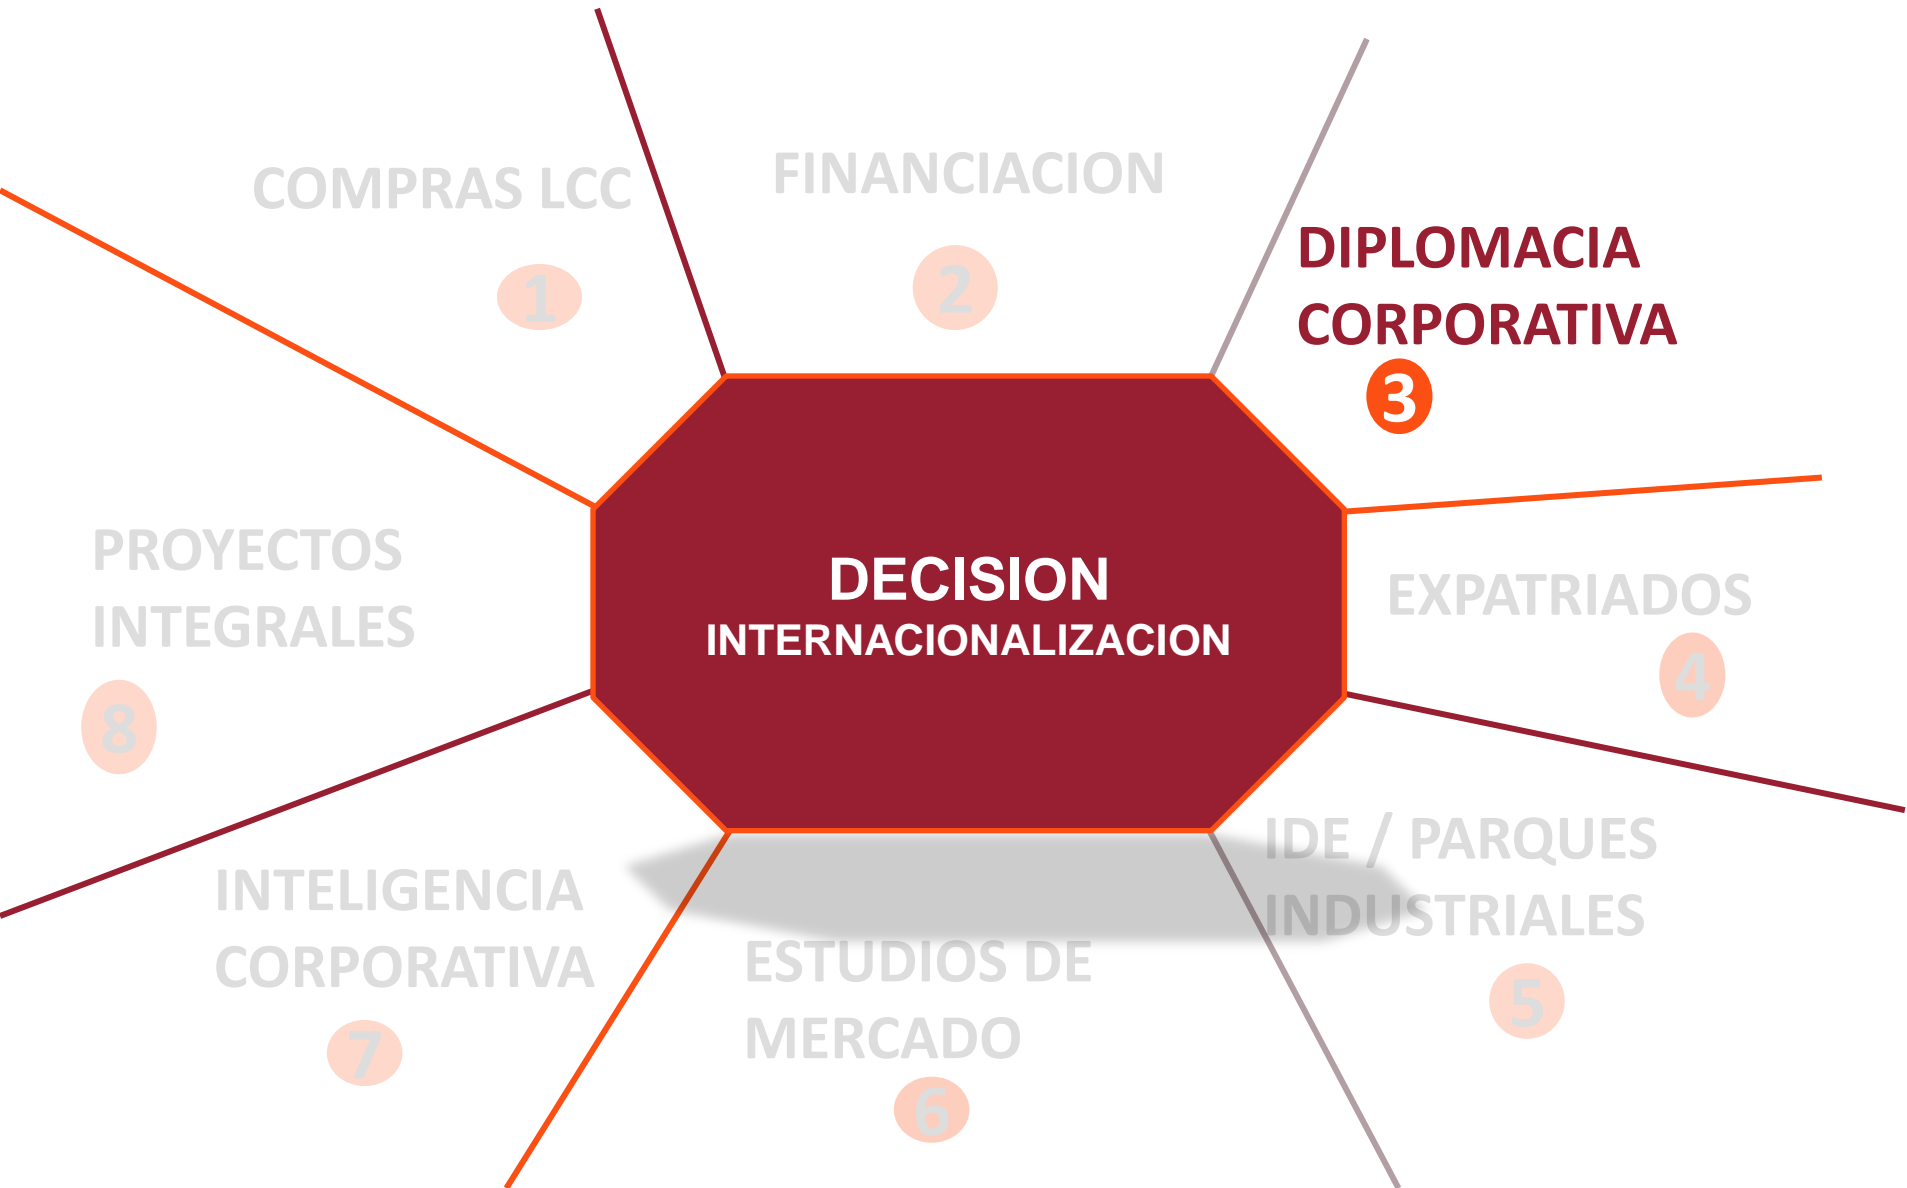 COMPRAS LCC
1
FINANCIACION
2
DIPLOMACIA
CORPORATIVA
3
DECISION
INTERNACIONALIZACION
EXPATRIADOS
4
IDE / PARQUES
INDUSTRIALES
5
ESTUDIOS DE
MERCADO
6
INTELIGENCIA
CORPORATIVA
7
PROYECTOS
INTEGRALES
8